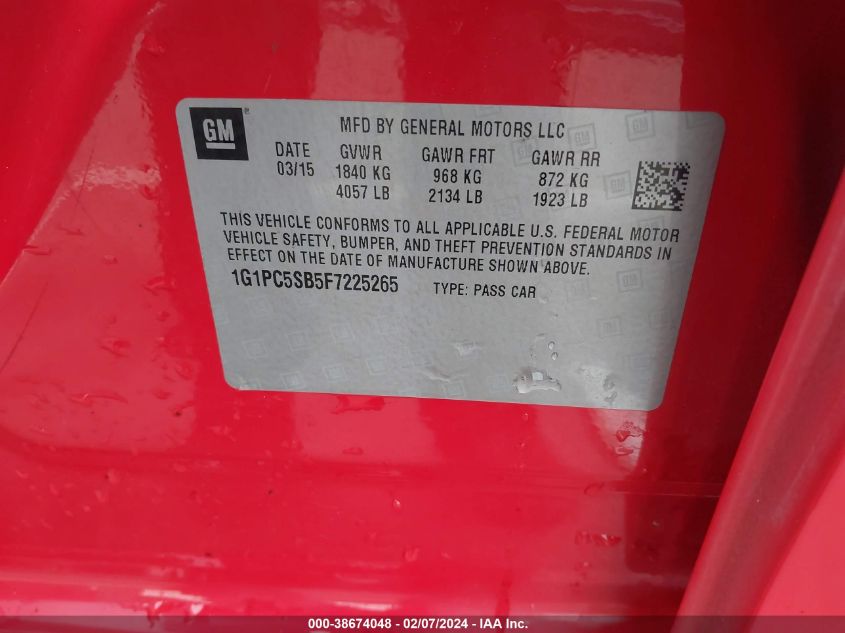 GM
MFD BY GENERAL MOTORS LLC
DATE GVWR GAWR FRT GAWR RR
03/15 1840 KG 968 KG 872 KG
4057 LB 2134 LB 1923 LB
THIS VEHICLE CONFORMS TO ALL APPLICABLE U.S. FEDERAL MOTOR
VEHICLE SAFETY, BUMPER, AND THEFT PREVENTION STANDARDS IN
EFFECT ON THE DATE OF MANUFACTURE SHOWN ABOVE.
1G1PC5SB5F7225265 TYPE: PASS CAR
000-38674048 - 02/07/2024 - IAA Inc.